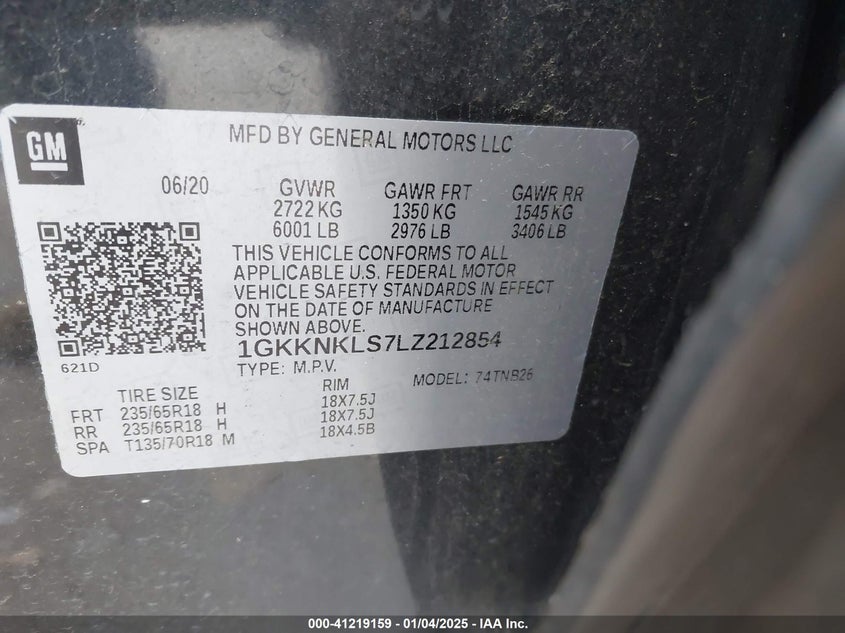 GM
MFD BY GENERAL MOTORS LLC
06/20 GVWR GAWR FRT GAWR RR
2722 KG 1350 KG 1545 KG
6001 LB 2976 LB 3406 LB
THIS VEHICLE CONFORMS TO ALL
APPLICABLE U.S. FEDERAL MOTOR
VEHICLE SAFETY STANDARDS IN EFFECT
ON THE DATE OF MANUFACTURE
SHOWN ABOVE.
1GKKNKLS7LZ212854
621D
TYPE: M.P.V. MODEL: 74TNB26
TIRE SIZE RIM
FRT 235/65R18 H 18X7.5J
RR 235/65R18 H 18X7.5J
SPA T135/70R18 M 18X4.5B
000-41219159 | 01/04/2025 - IAA Inc.